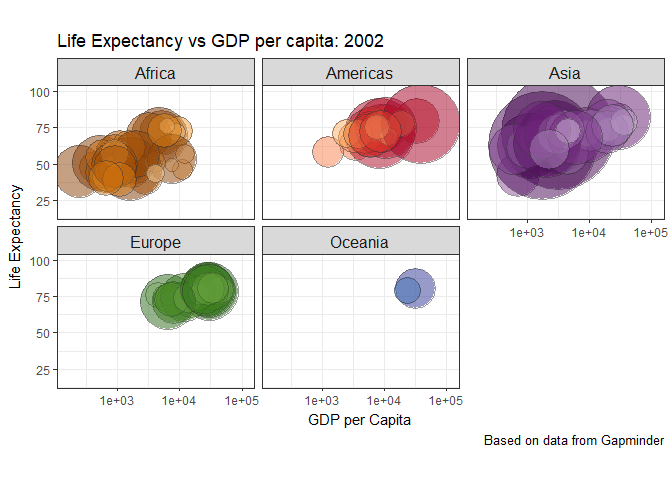 Life Expectancy vs GDP per capita: 2002
Africa
Americas
Asia
Life Expectancy
100
75
50
25
1e+03 1e+04 1e+05
Europe
Oceania
100
75
50
25
1e+03 1e+04 1e+05
1e+03 1e+04 1e+05
GDP per Capita
Based on data from Gapminder